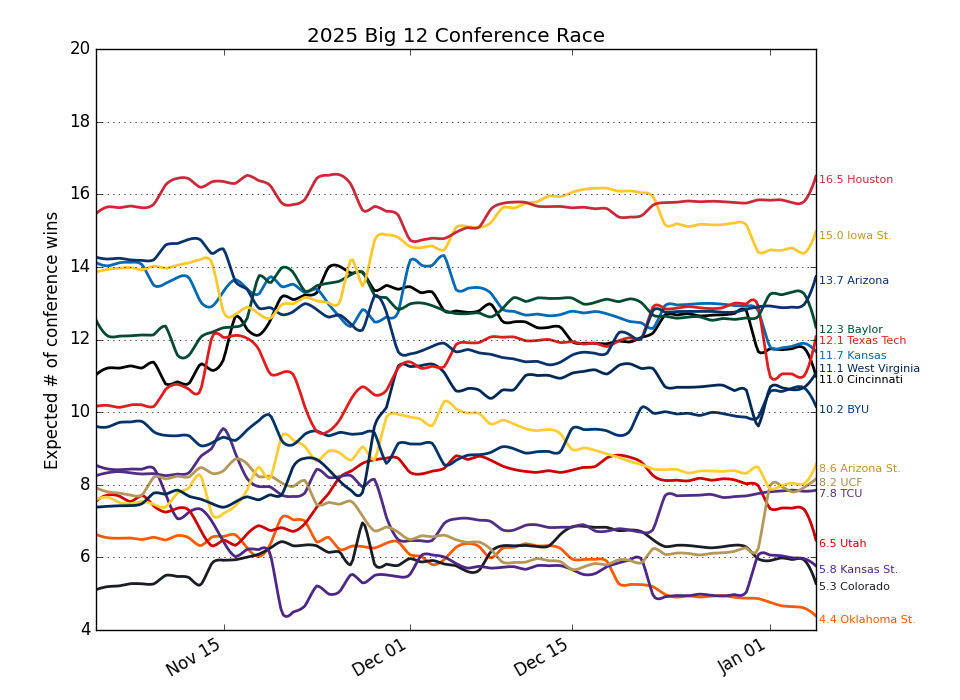 2025 Big 12 Conference Race
Expected # of conference wins
20
18
16
14
12
10
8
6
4
16.5 Houston
15.0 Iowa St.
13.7 Arizona
12.3 Baylor
12.1 Texas Tech
11.7 Kansas
11.1 West Virginia
11.0 Cincinnati
10.2 BYU
8.6 Arizona St.
8.2 UCF
7.8 TCU
6.5 Utah
5.8 Kansas St.
5.3 Colorado
4.4 Oklahoma St.
Nov 15
Dec 01
Dec 15
Jan 01